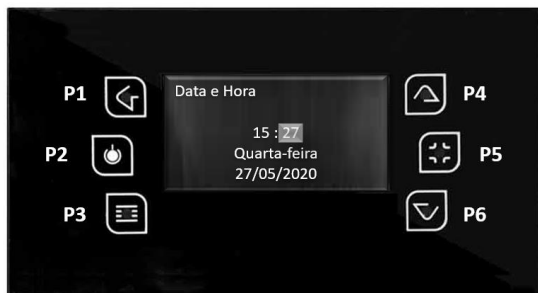 Data e Hora
P1
P4
15 : 27
P2
Quarta-feira
P5
27/05/2020
P3
P6